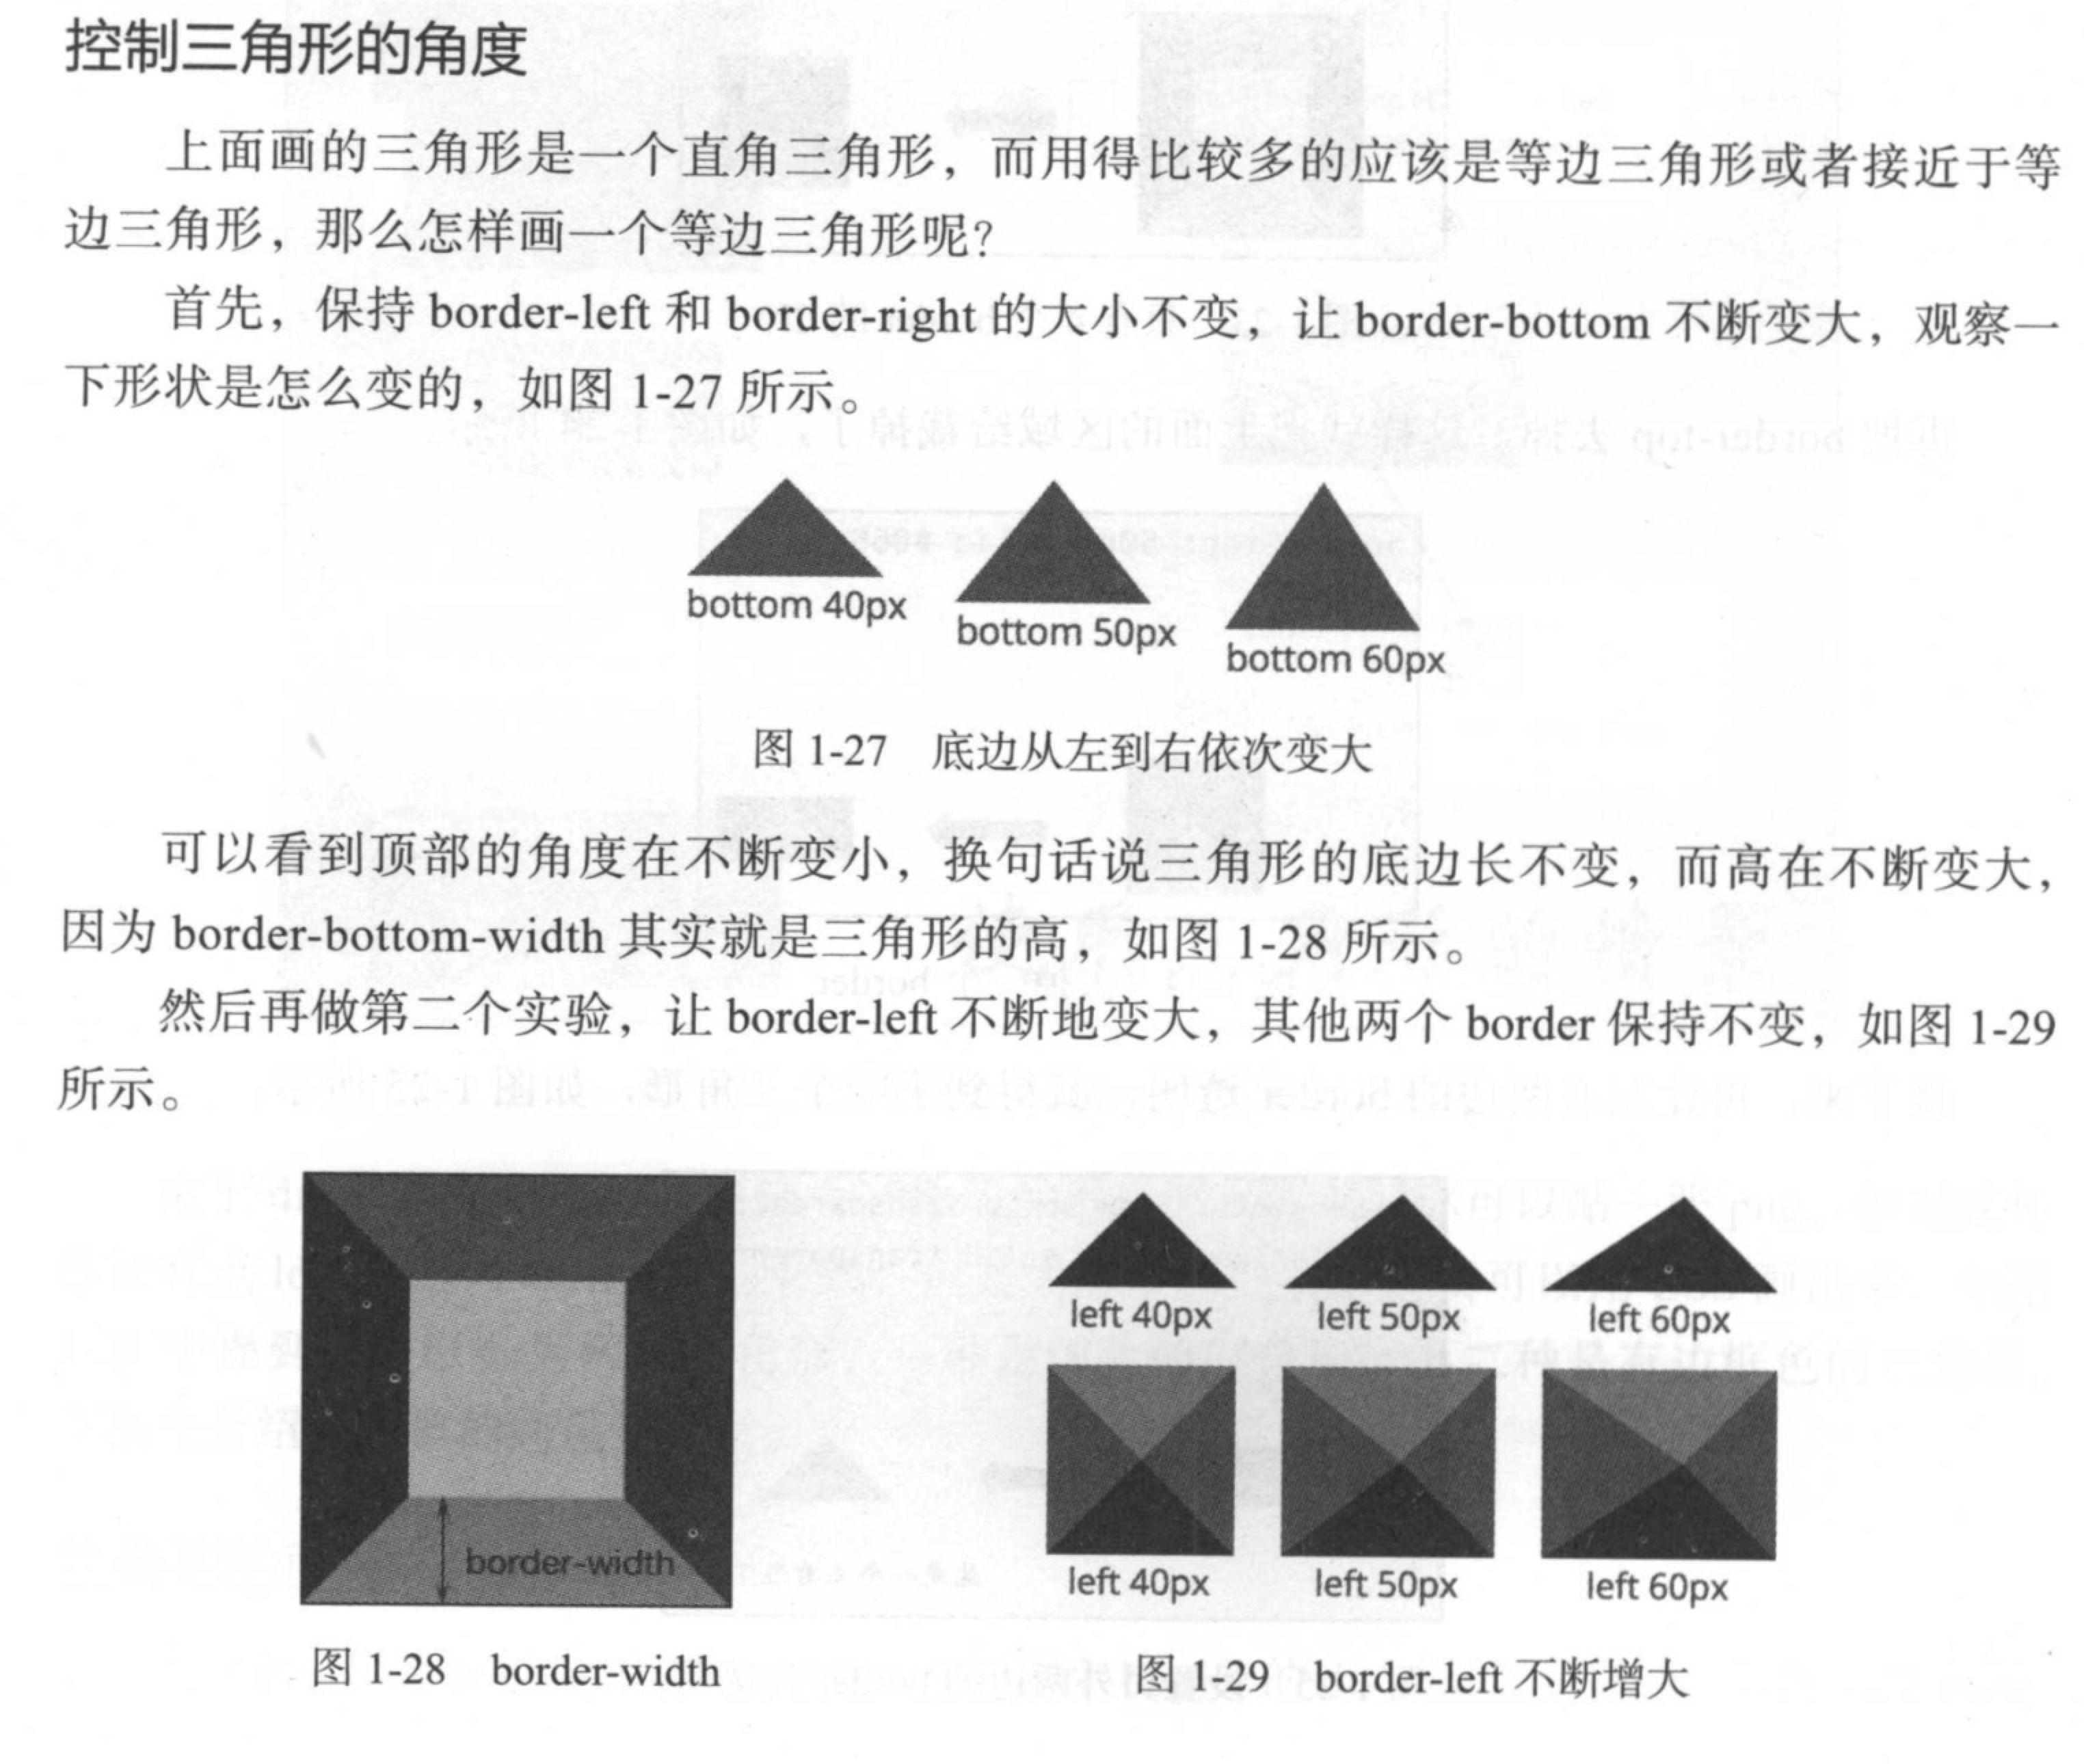 控制三角形的角度
上面画的三角形是一个直角三角形，而用得比较多的应该是等边三角形或者接近于等
边三角形，那么怎样画一个等边三角形呢？
首先，保持 border-left 和 border-right 的大小不变，让 border-bottom 不断变大，观察一
下形状是怎么变的，如图 1-27 所示。
bottom 40px
bottom 50px
bottom 60px
图 1-27 底边从左到右依次变大
可以看到顶部的角度在不断变小，换句话说三角形的底边长不变，而高在不断变大，
因为 border-bottom-width 其实就是三角形的高，如图 1-28 所示。
然后再做第二个实验，让 border-left 不断地变大，其他两个 border 保持不变，如图 1-29
所示。
border-width
图 1-28 border-width
left 40px
left 50px
left 60px
left 40px
left 50px
left 60px
图 1-29 border-left 不断增大